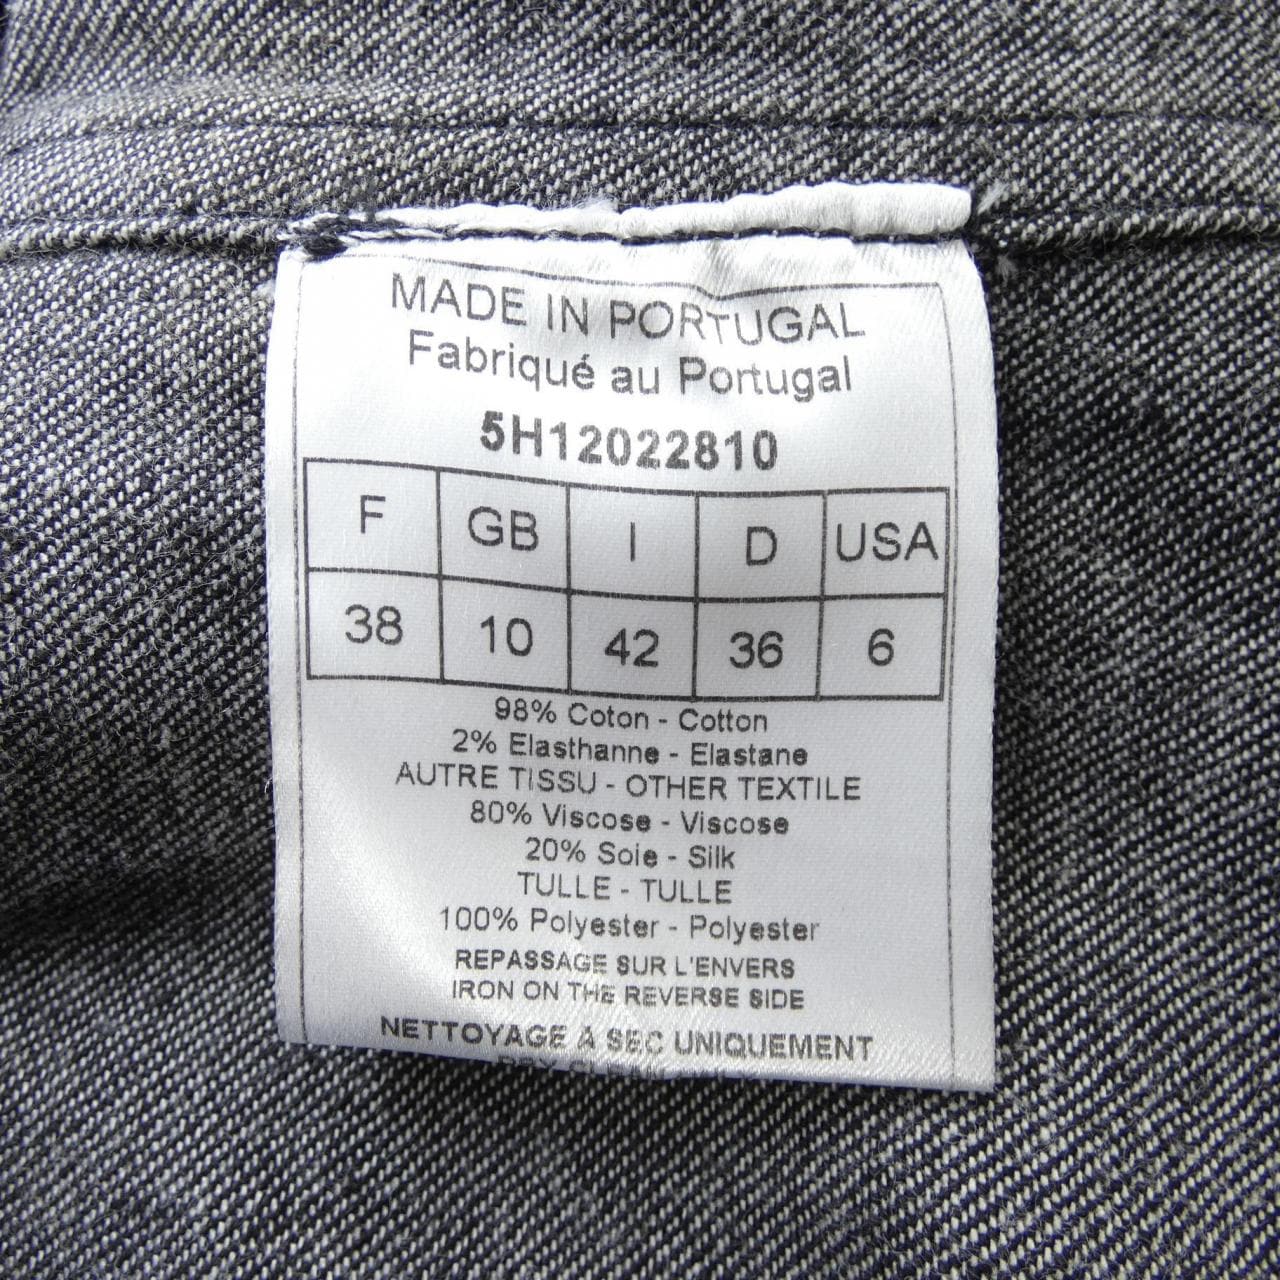 MADE IN PORTUGAL
Fabriqué au Portugal
5H12022810
F GB I D USA
38 10 42 36 6
98% Coton - Cotton
2% Elasthanne - Elastane
AUTRE TISSU - OTHER TEXTILE
80% Viscose - Viscose
20% Soie - Silk
TULLE - TULLE
100% Polyester - Polyester
REPASSAGE SUR L'ENVERS
IRON ON THE REVERSE SIDE
NETTOYAGE A SEC UNIQUEMENT
DRY CLEAN